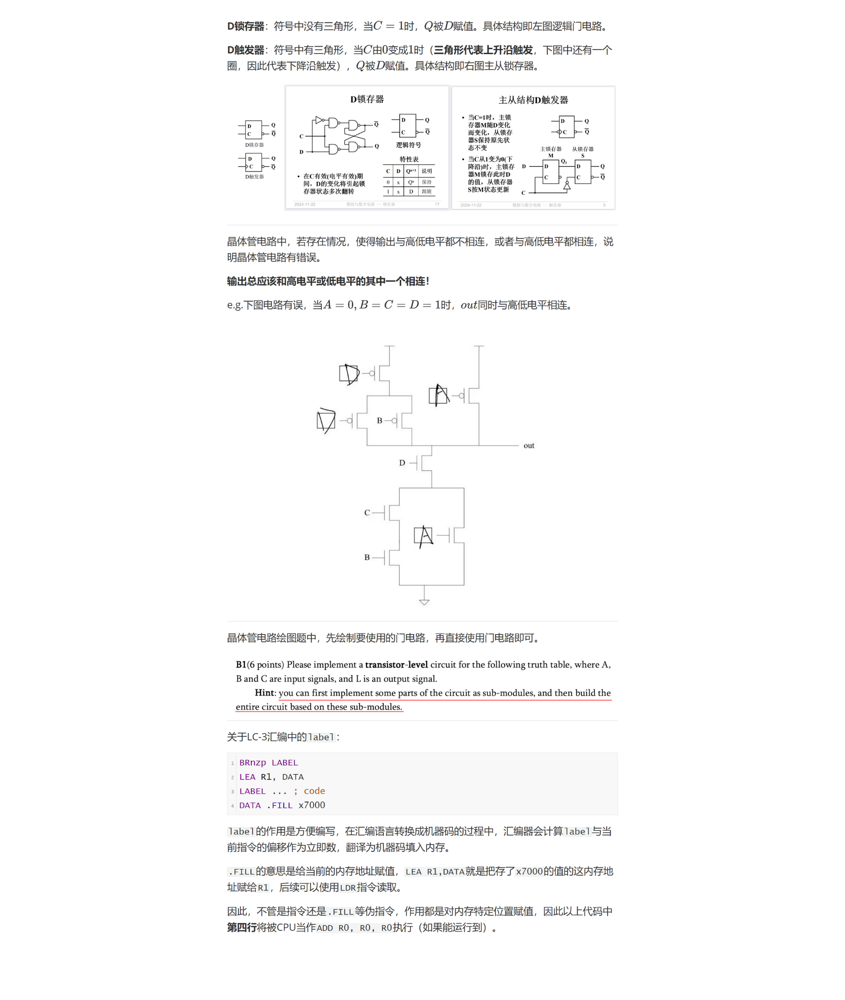 D锁存器：符号中没有三角形，当C = 1时，Q被D赋值。具体结构即左图逻辑门电路。
D触发器：符号中有三角形，当C由0变成1时（三角形代表上升沿触发，下图中还有一个
圈，因此代表下降沿触发），Q被D赋值。具体结构即右图主从锁存器。
D Q
C Q̅
D锁存器
D Q
C Q̅
D触发器
D锁存器
C
D
Q̅
Q
D Q
C Q̅
逻辑符号
特性表
C D Qⁿ⁺¹ 说明
0 x Qⁿ 保持
1 x D 跟随
• 在C有效(电平有效)期
间，D的变化将引起锁
存器状态多次翻转
2024-11-22 模拟与数字电路 — 锁存器 17
主从结构D触发器
• 当C=1时，主锁
存器M随D变化
而变化，从锁存
器S保持原先状
态不变
• 当C从1变为0(下
降沿)时，主锁存
器M锁存此时D
的值，从锁存器
S按M状态更新
D Q
C Q̅
主锁存器 从锁存器
M S
Q₁
D D D Q
C C Q̅
C
2024-11-22 模拟与数字电路 — 触发器 5
晶体管电路中，若存在情况，使得输出与高低电平都不相连，或者与高低电平都相连，说
明晶体管电路有错误。
输出总应该和高电平或低电平的其中一个相连！
e.g.下图电路有误，当A = 0, B = C = D = 1时，out同时与高低电平相连。
D
A
D
B
out
D
C
A
B
晶体管电路绘图题中，先绘制要使用的门电路，再直接使用门电路即可。
B1(6 points) Please implement a transistor-level circuit for the following truth table, where A,
B and C are input signals, and L is an output signal.
Hint: you can first implement some parts of the circuit as sub-modules, and then build the
entire circuit based on these sub-modules.
关于LC-3汇编中的label：
1 BRnzp LABEL
2 LEA R1, DATA
3 LABEL ... ; code
4 DATA .FILL x7000
label的作用是方便编写，在汇编语言转换成机器码的过程中，汇编器会计算label与当
前指令的偏移作为立即数，翻译为机器码填入内存。
.FILL的意思是给当前的内存地址赋值，LEA R1,DATA就是把存了x7000的值的这内存地
址赋给R1，后续可以使用LDR指令读取。
因此，不管是指令还是.FILL等伪指令，作用都是对内存特定位置赋值，因此以上代码中
第四行将被CPU当作ADD R0, R0, R0执行（如果能运行到）。